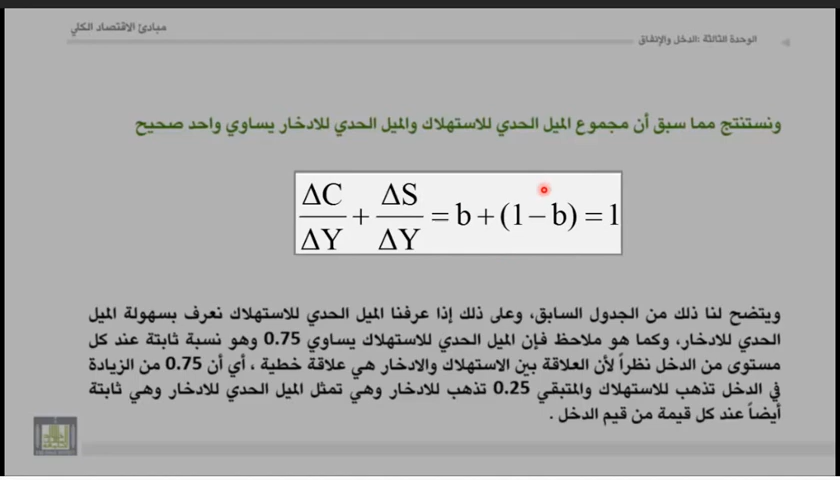 مبادئ الاقتصاد الكلي
الوحدة الثالثة :الدخل والإنفاق
ونستنتج مما سبق أن مجموع الميل الحدي للاستهلاك والميل الحدي للادخار يساوي واحد صحيح
ΔC/ΔY + ΔS/ΔY = b + (1 − b) = 1
ويتضح لنا ذلك من الجدول السابق، وعلى ذلك إذا عرفنا الميل الحدي للاستهلاك نعرف بسهولة الميل
الحدي للادخار، وكما هو ملاحظ فإن الميل الحدي للاستهلاك يساوي 0.75 وهو نسبة ثابتة عند كل
مستوى من الدخل نظراً لأن العلاقة بين الاستهلاك والادخار هي علاقة خطية ، أي أن 0.75 من الزيادة
في الدخل تذهب للاستهلاك والمتبقي 0.25 تذهب للادخار وهي تمثل الميل الحدي للادخار وهي ثابتة
أيضاً عند كل قيمة من قيم الدخل .